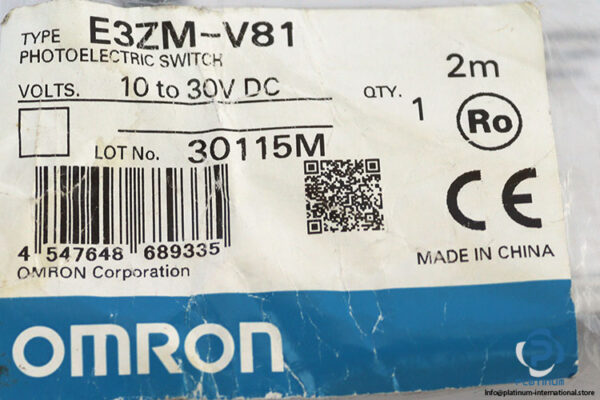 TYPE E3ZM-V81
PHOTOELECTRIC SWITCH
2m
VOLTS. 10 to 30V DC
QTY. 1
Ro
LOT No. 30115M
CE
4 547648 689335
MADE IN CHINA
OMRON Corporation
OMRON
PLATINUM
Info@platinum-international.store